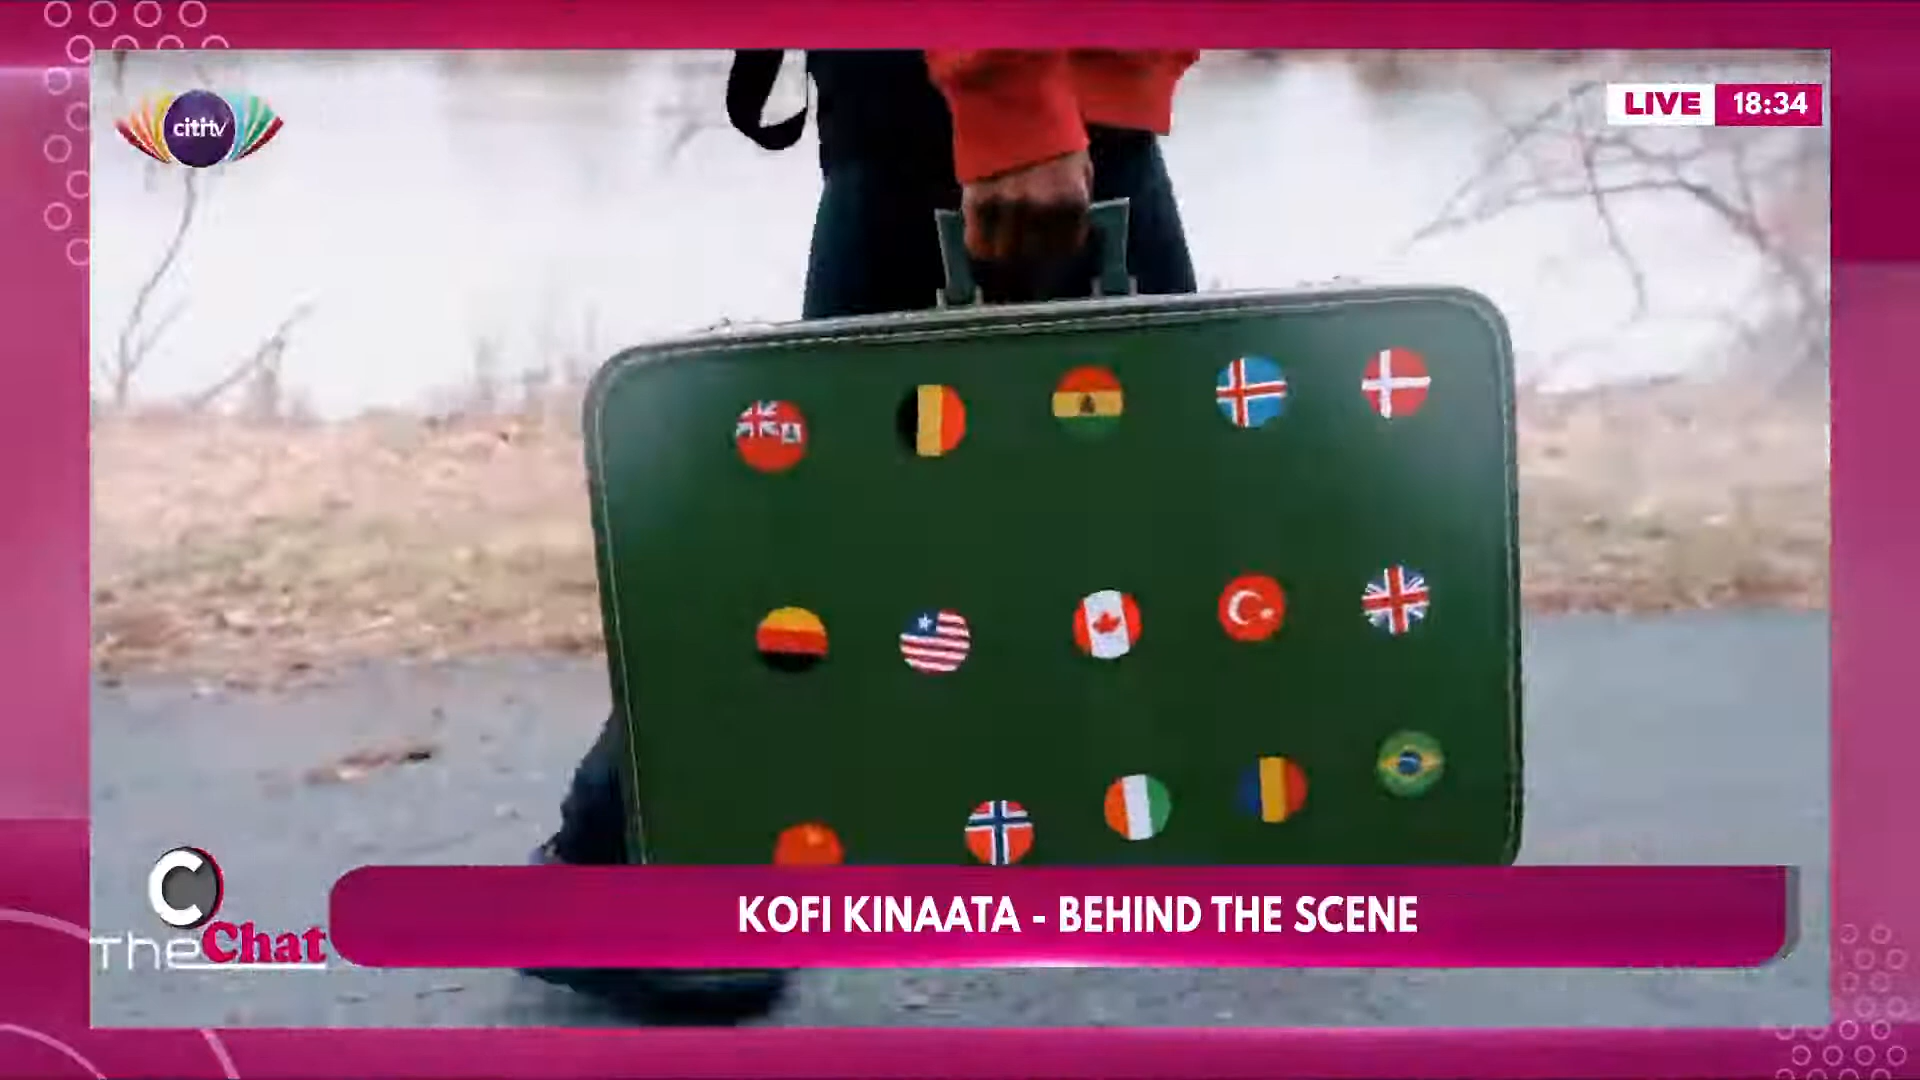 citi tv
LIVE 18:34
KOFI KINAATA - BEHIND THE SCENE
C
The Chat